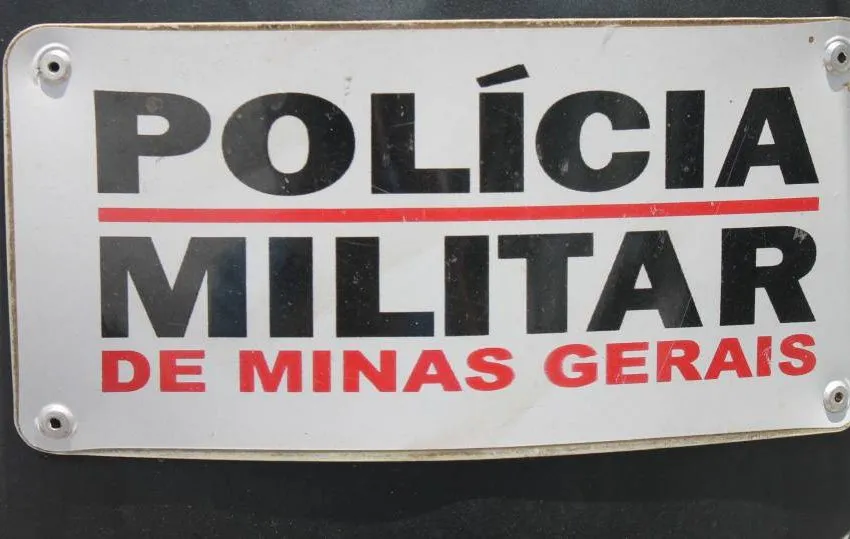 POLÍCIA
MILITAR
DE MINAS GERAIS